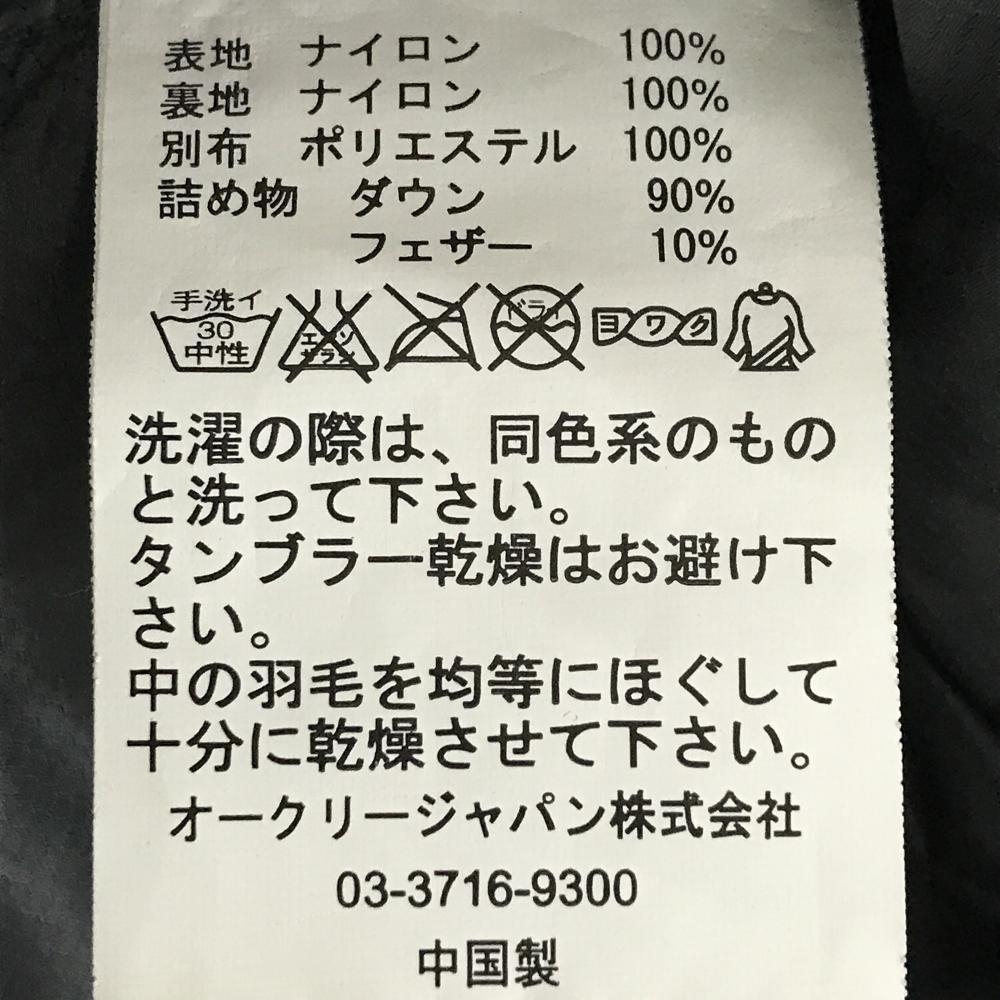 表地 ナイロン 100%
裏地 ナイロン 100%
別布 ポリエステル 100%
詰め物 ダウン 90%
フェザー 10%
手洗イ
30
中性
エンソ
サラシ
ドライ
ヨワク
洗濯の際は、同色系のもの
と洗って下さい。
タンブラー乾燥はお避け下
さい。
中の羽毛を均等にほぐして
十分に乾燥させて下さい。
オークリージャパン株式会社
03-3716-9300
中国製